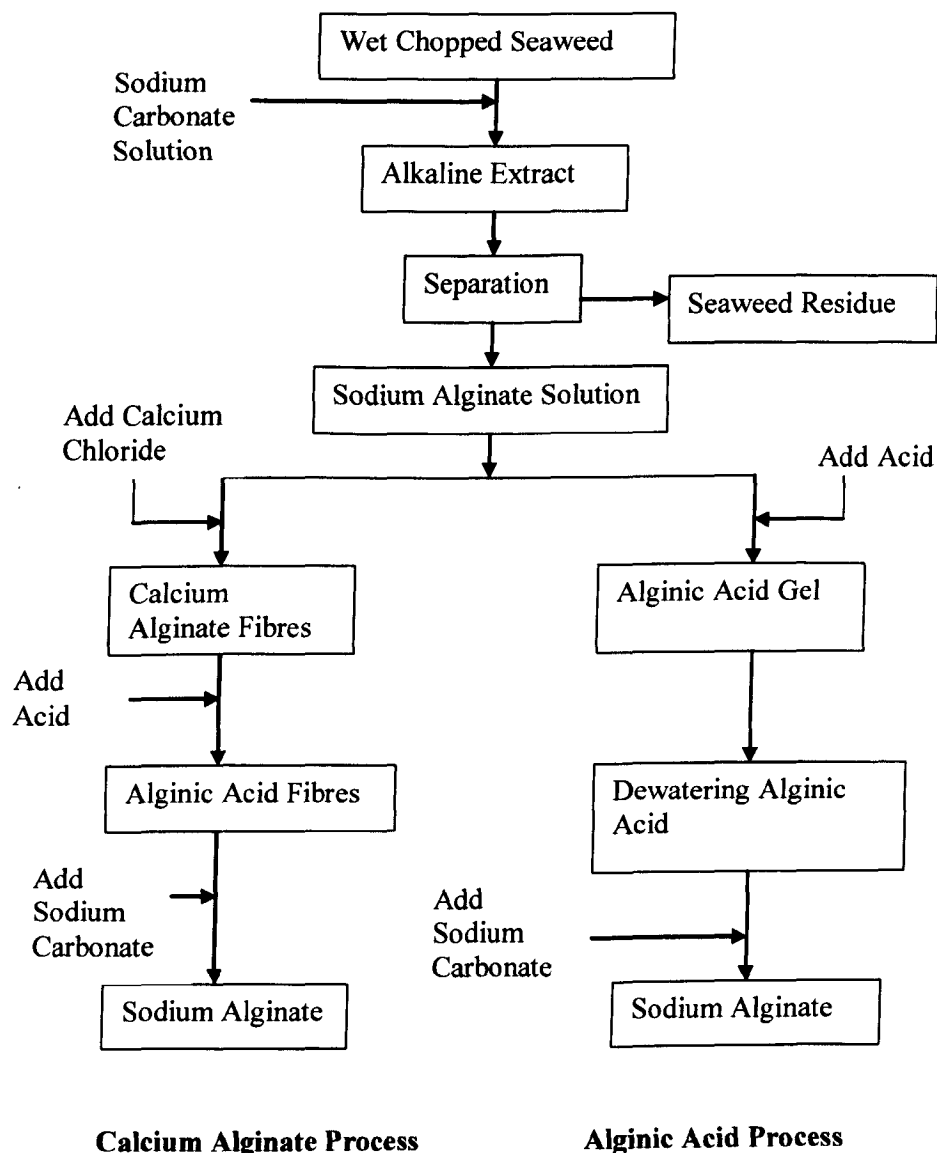 Wet Chopped Seaweed
Sodium
Carbonate
Solution
Alkaline Extract
Separation
Seaweed Residue
Sodium Alginate Solution
Add Calcium
Chloride
Add Acid
Calcium
Alginate Fibres
Alginic Acid Gel
Add
Acid
Alginic Acid Fibres
Dewatering Alginic
Acid
Add
Sodium
Carbonate
Add
Sodium
Carbonate
Sodium Alginate
Sodium Alginate
Calcium Alginate Process
Alginic Acid Process